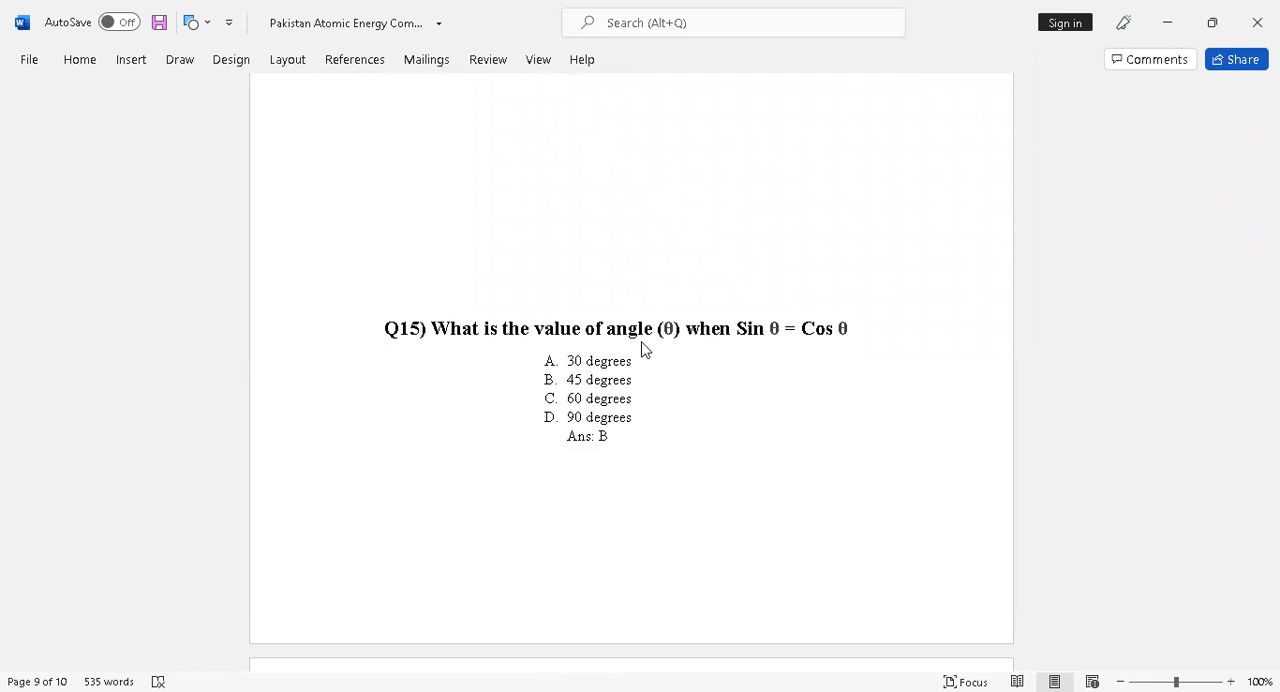 AutoSave Off Pakistan Atomic Energy Com... Search (Alt+Q) Sign in
File Home Insert Draw Design Layout References Mailings Review View Help Comments Share
Q15) What is the value of angle (θ) when Sin θ = Cos θ
A. 30 degrees
B. 45 degrees
C. 60 degrees
D. 90 degrees
Ans: B
Page 9 of 10 535 words Focus 100%